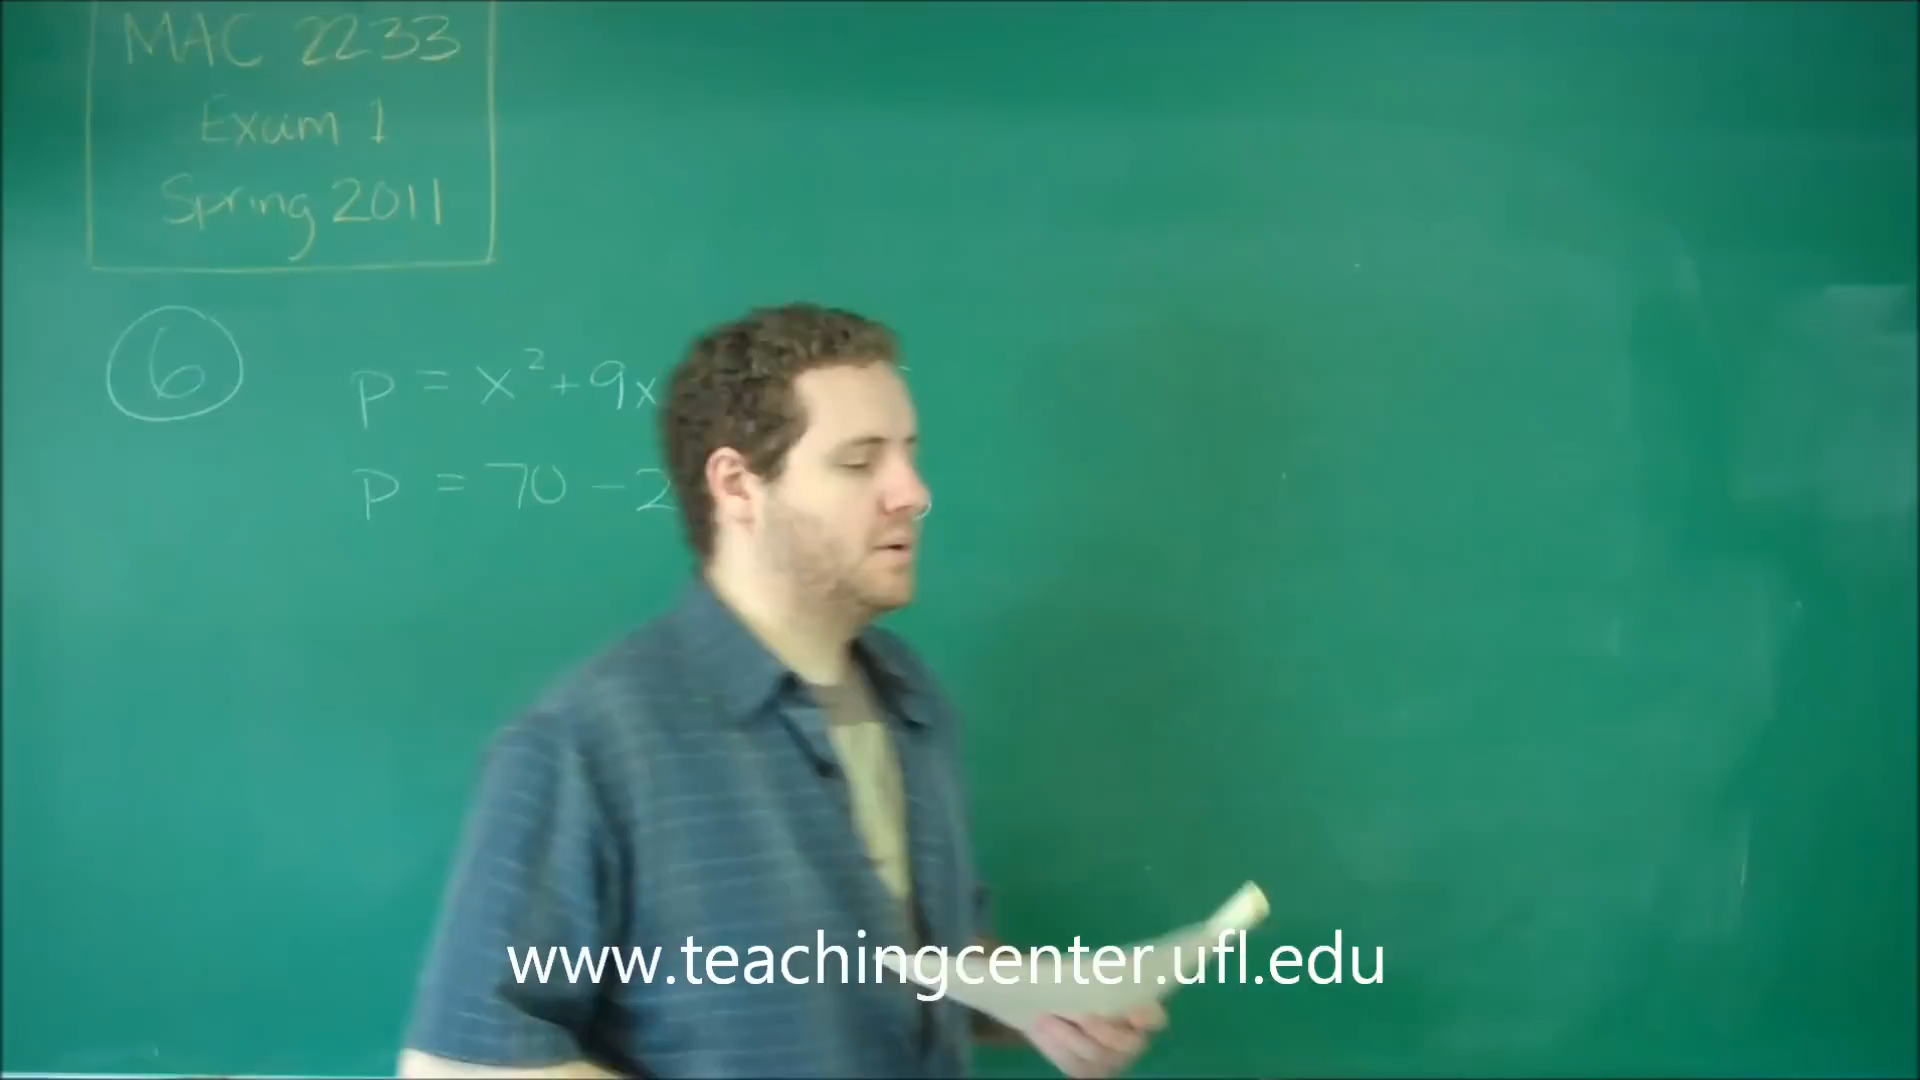 MAC 2233
Exam 1
Spring 2011
6
p = x² + 9x
p = 70 - 2
www.teachingcenter.ufl.edu